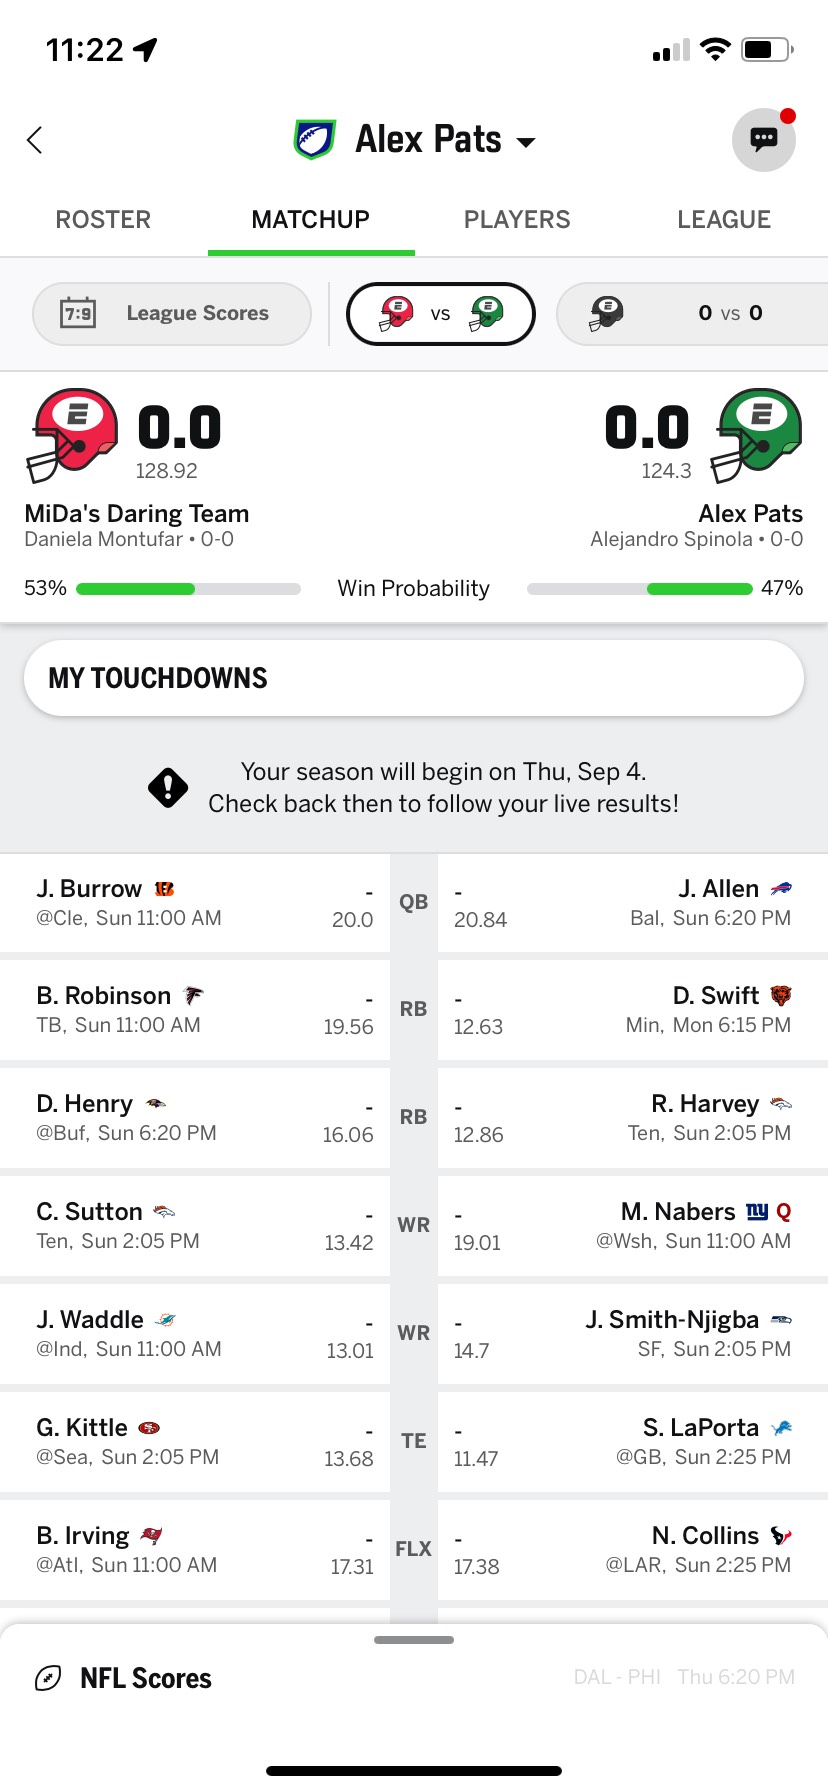 11:22
Alex Pats
ROSTER MATCHUP PLAYERS LEAGUE
7:9 League Scores E vs E E 0 vs 0
E 0.0 0.0 E
128.92 124.3
MiDa's Daring Team Alex Pats
Daniela Montufar • 0-0 Alejandro Spinola • 0-0
53% Win Probability 47%
MY TOUCHDOWNS
Your season will begin on Thu, Sep 4.
Check back then to follow your live results!
J. Burrow - QB - J. Allen
@Cle, Sun 11:00 AM 20.0 20.84 Bal, Sun 6:20 PM
B. Robinson - RB - D. Swift
TB, Sun 11:00 AM 19.56 12.63 Min, Mon 6:15 PM
D. Henry - RB - R. Harvey
@Buf, Sun 6:20 PM 16.06 12.86 Ten, Sun 2:05 PM
C. Sutton - WR - M. Nabers ny Q
Ten, Sun 2:05 PM 13.42 19.01 @Wsh, Sun 11:00 AM
J. Waddle - WR - J. Smith-Njigba
@Ind, Sun 11:00 AM 13.01 14.7 SF, Sun 2:05 PM
G. Kittle - TE - S. LaPorta
@Sea, Sun 2:05 PM 13.68 11.47 @GB, Sun 2:25 PM
B. Irving - FLX - N. Collins
@Atl, Sun 11:00 AM 17.31 17.38 @LAR, Sun 2:25 PM
NFL Scores DAL - PHI Thu 6:20 PM